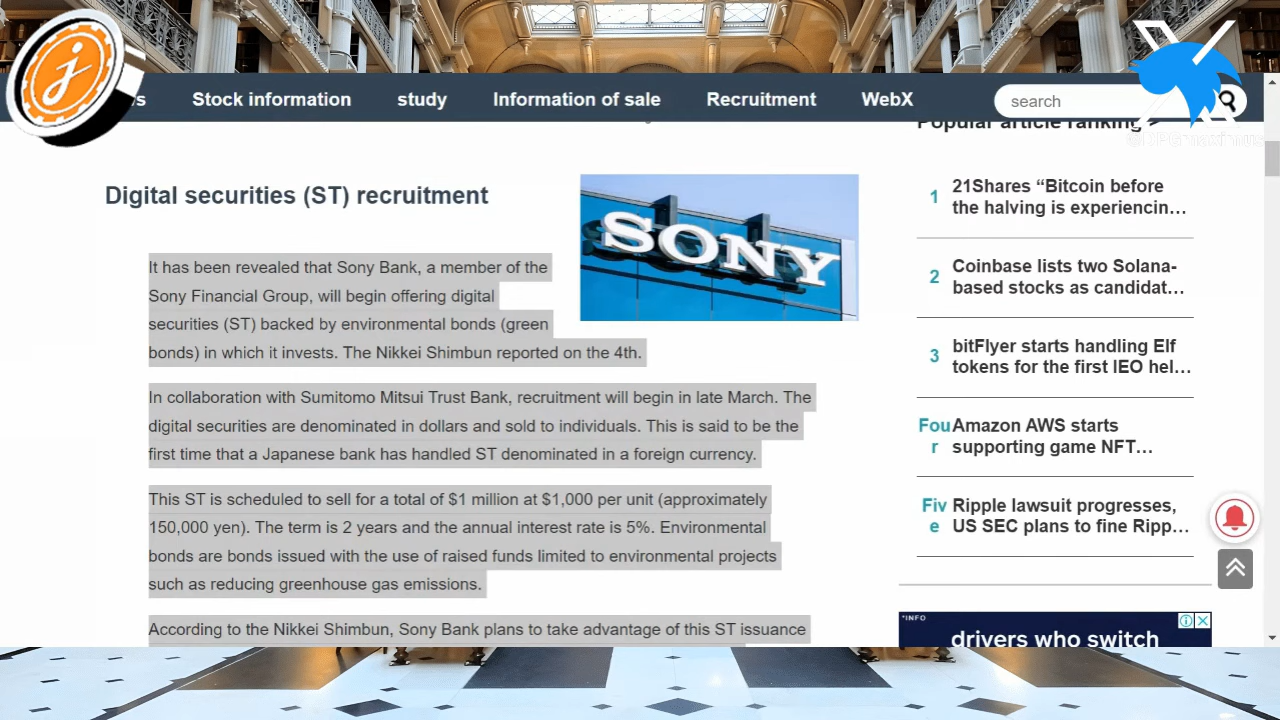 s Stock information study Information of sale Recruitment WebX search
Popular article ranking
Digital securities (ST) recruitment
SONY
It has been revealed that Sony Bank, a member of the
Sony Financial Group, will begin offering digital
securities (ST) backed by environmental bonds (green
bonds) in which it invests. The Nikkei Shimbun reported on the 4th.
In collaboration with Sumitomo Mitsui Trust Bank, recruitment will begin in late March. The
digital securities are denominated in dollars and sold to individuals. This is said to be the
first time that a Japanese bank has handled ST denominated in a foreign currency.
This ST is scheduled to sell for a total of $1 million at $1,000 per unit (approximately
150,000 yen). The term is 2 years and the annual interest rate is 5%. Environmental
bonds are bonds issued with the use of raised funds limited to environmental projects
such as reducing greenhouse gas emissions.
According to the Nikkei Shimbun, Sony Bank plans to take advantage of this ST issuance
1 21Shares “Bitcoin before
the halving is experiencin…
2 Coinbase lists two Solana-
based stocks as candidat…
3 bitFlyer starts handling Elf
tokens for the first IEO hel…
Fou Amazon AWS starts
r supporting game NFT…
Fiv Ripple lawsuit progresses,
e US SEC plans to fine Ripp…
*INFO
drivers who switch